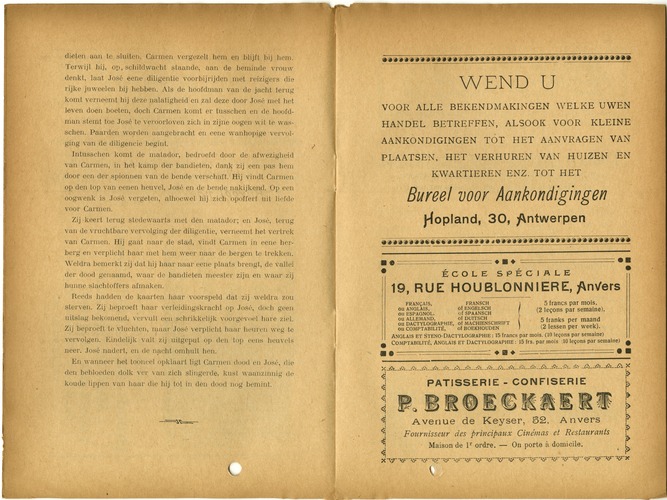 dieten aan te sluiten. Carmen vergezelt hem en blijft bij hem.
Terwijl hij, op schildwacht staande, aan de beminde vrouw
denkt, laat José eene diligentie voorbijrijden met reizigers die
rijke juweelen bij hebben. Als de hoofdman van de jacht terug
komt verneemt hij deze nalatigheid en zal deze door José met het
leven doen boeten, doch Carmen komt er tusschen en de hoofd-
man stemt toe José te veroorloven zich in zijne oogen wit te was-
schen. Paarden worden aangebracht en eene wanhopige vervol-
ging van de diligencie begint.
Intusschen komt de matador, bedroefd door de afwezigheid
van Carmen, in het kamp der bandieten, dank zij een pas hem
door een der spionnen van de bende verschaft. Hij vindt Carmen
op den top van eenen heuvel, José en de bende nakijkend. Op een
oogwenk is José vergeten, alhoewel hij zich opoffert uit liefde
voor Carmen.
Zij keert terug stedewaarts met den matador; en José, terug
van de vruchtbare vervolging der diligentie, verneemt het vertrek
van Carmen. Hij gaat naar de stad, vindt Carmen in eene her-
berg en verplicht haar met hem weer naar de bergen te trekken.
Weldra bemerkt zij dat hij haar naar eene plaats brengt, de vallei
der dood genaamd, waar de bandieten meester zijn en waar zij
hunne slachtoffers afmaken.
Reeds hadden de kaarten haar voorspeld dat zij weldra zou
sterven. Zij beproeft haar verleidingskracht op José, doch geen
uitslag bekomend, vervult een schrikkelijk voorgevoel hare ziel.
Zij beproeft te vluchten, maar José verplicht haar heuren weg te
vervolgen. Eindelijk valt zij uitgeput op den top eens heuvels
neer. José nadert, en de nacht omhult hen.
En wanneer het tooneel opklaart ligt Carmen dood en José, die
den bebloeden dolk ver van zich slingerde, kust waanzinnig de
koude lippen van haar die hij tot in den dood nog bemint.
WEND U
VOOR ALLE BEKENDMAKINGEN WELKE UWEN
HANDEL BETREFFEN, ALSOOK VOOR KLEINE
AANKONDIGINGEN TOT HET AANVRAGEN VAN
PLAATSEN, HET VERHUREN VAN HUIZEN EN
KWARTIEREN ENZ. TOT HET
Bureel voor Aankondigingen
Hopland, 30, Antwerpen
ÉCOLE SPÉCIALE
19, RUE HOUBLONNIERE, Anvers
FRANÇAIS, FRANSCH
ou ANGLAIS, of ENGELSCH
ou ESPAGNOL, of SPAANSCH
ou ALLEMAND, of DUITSCH
ou DACTYLOGRAPHIE, of MACHIENSCHRIFT
ou COMPTABILITÉ, of BOEKHOUDEN
5 francs par mois,
(2 leçons par semaine).
5 franks per maand
(2 lessen per week).
ANGLAIS ET STENO DACTYLOGRAPHIE : 15 francs par mois. (10 leçons par semaine)
COMPTABILITÉ, ANGLAIS ET DACTYLOGRAPHIE : 15 frs. par mois (10 leçons par semaine)
PATISSERIE - CONFISERIE
P. BROECKAERT
Avenue de Keyser, 32, Anvers
Fournisseur des principaux Cinémas et Restaurants
Maison de 1r ordre. — On porte à domicile.